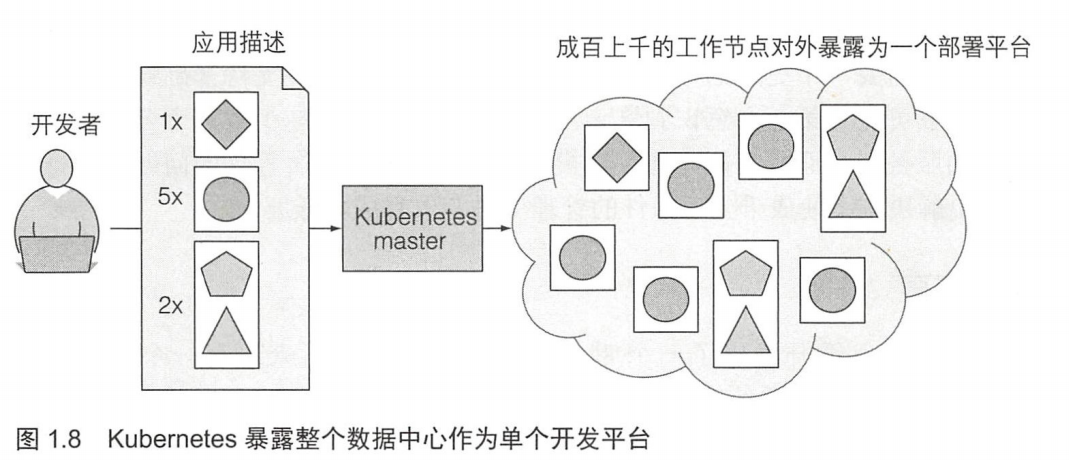 应用描述
成百上千的工作节点对外暴露为一个部署平台
开发者
1x
5x
2x
Kubernetes
master
图 1.8 Kubernetes 暴露整个数据中心作为单个开发平台